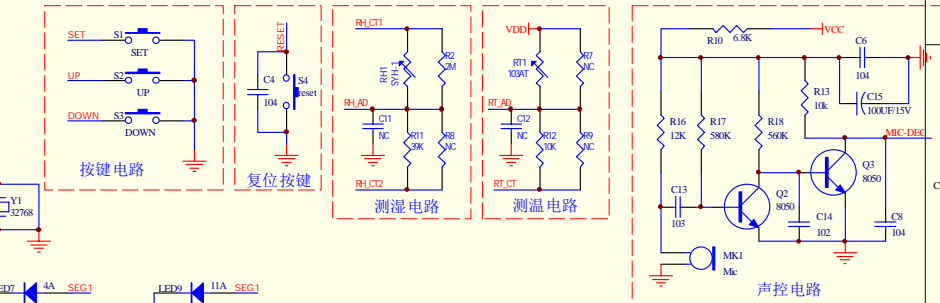 SET
S1
SET
UP
S2
UP
DOWN
S3
DOWN
按键电路
RESET
C4
104
S4
reset
复位按键
RH_CT1
RH1
SYH-1
R2
2M
RH_AD
C11
NC
R11
39K
R8
NC
RH_CT2
测湿电路
VDD
RT1
103AT
R7
NC
RT_AD
C12
NC
R12
10K
R9
NC
RT_CT
测温电路
R10
6.8K
VCC
C6
104
C15
100UF/15V
R13
10k
MIC-DEC
R16
12K
R17
580K
R18
560K
Q3
8050
C13
103
Q2
8050
C14
102
C8
104
MK1
Mic
声控电路
Y1
32768
4A
SEG1
LED9
11A
SEG1